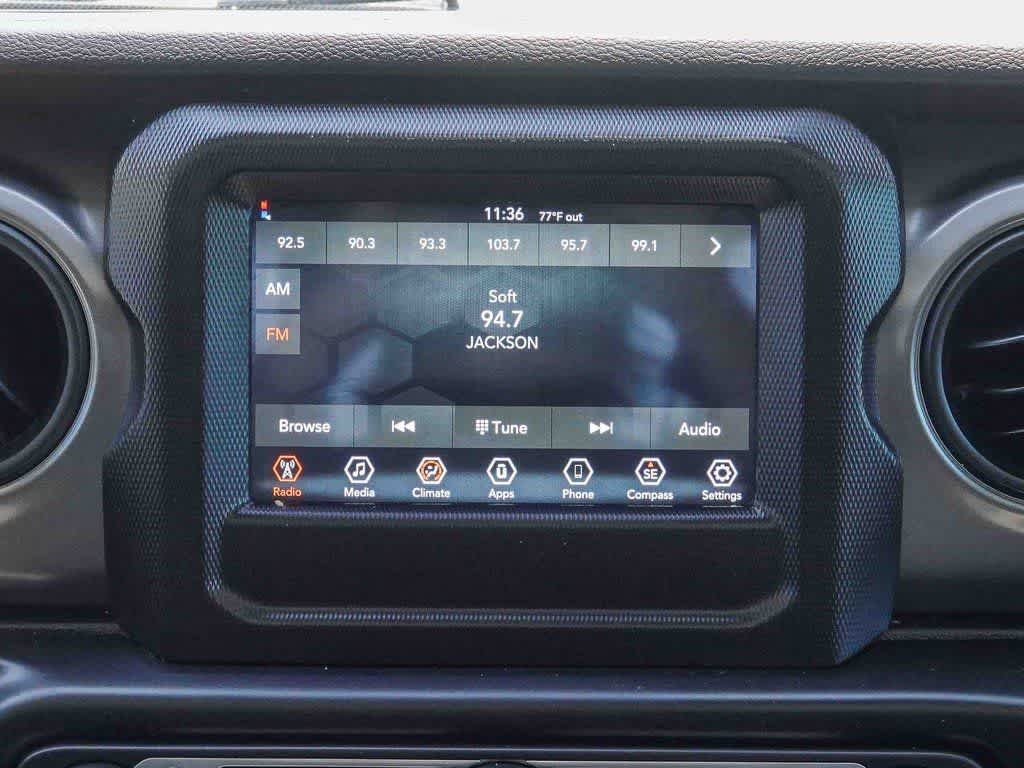 11:36 77°F out
92.5 90.3 93.3 103.7 95.7 99.1
AM
FM
Soft
94.7
JACKSON
Browse Tune Audio
SE
Radio Media Climate Apps Phone Compass Settings